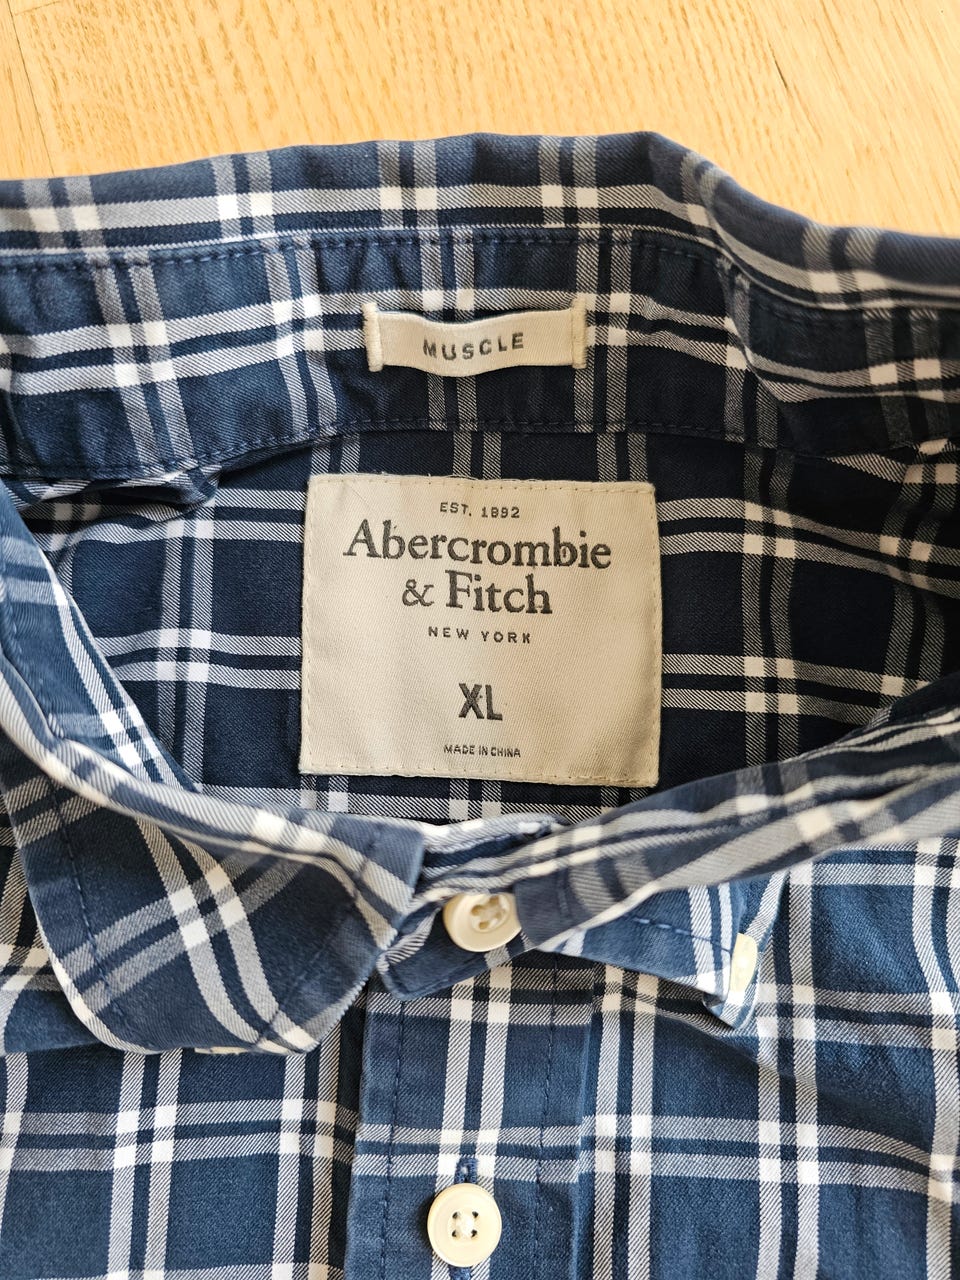 MUSCLE
EST. 1892
Abercrombie
& Fitch
NEW YORK
XL
MADE IN CHINA